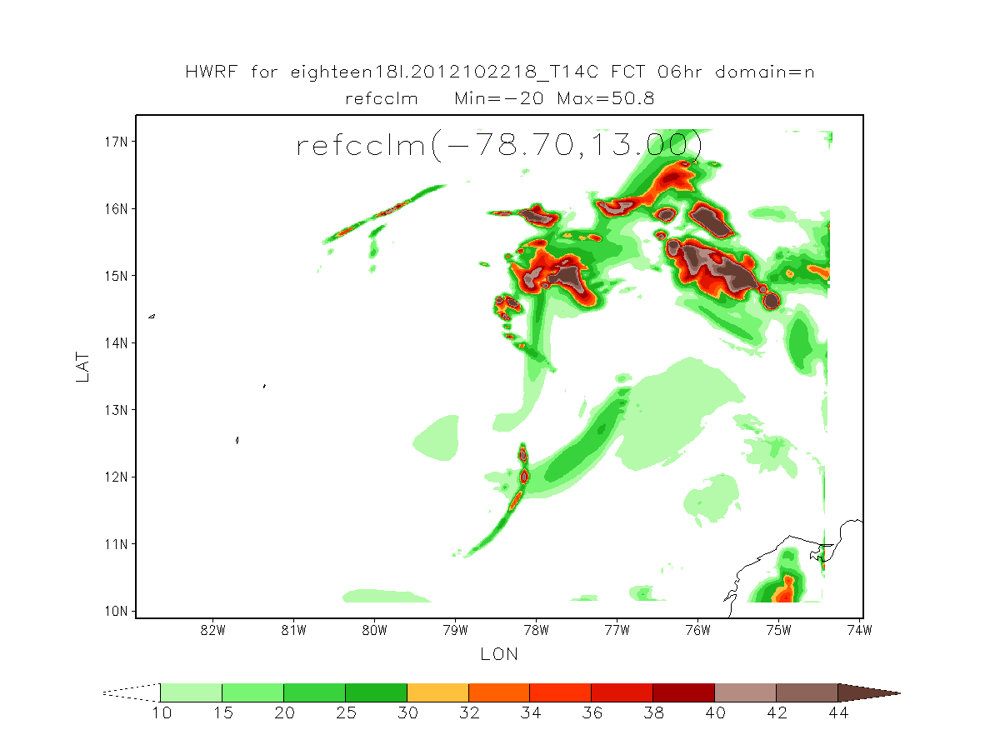 HWRF for eighteen18l.2012102218_T14C FCT 06hr domain=n
refcclm Min=-20 Max=50.8
refcclm(-78.70,13.00)
17N
16N
15N
14N
13N
12N
11N
10N
LAT
82W 81W 80W 79W 78W 77W 76W 75W 74W
LON
10 15 20 25 30 32 34 36 38 40 42 44